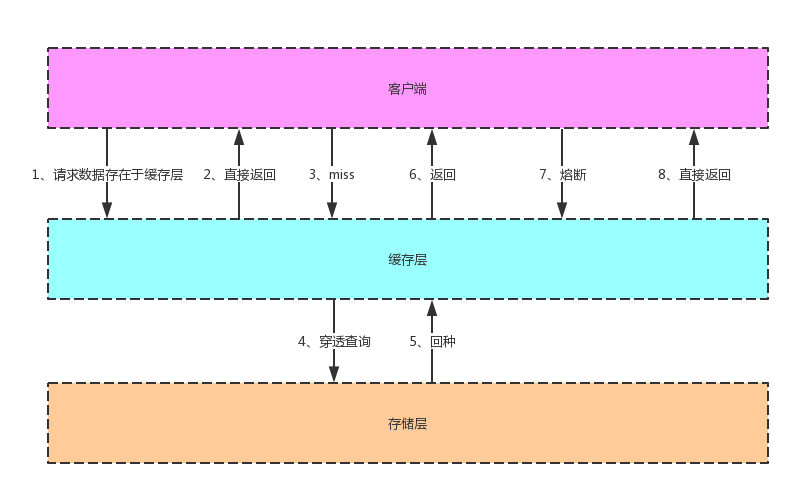 客户端
1、请求数据存在于缓存层
2、直接返回
3、miss
6、返回
7、熔断
8、直接返回
缓存层
4、穿透查询
5、回种
存储层